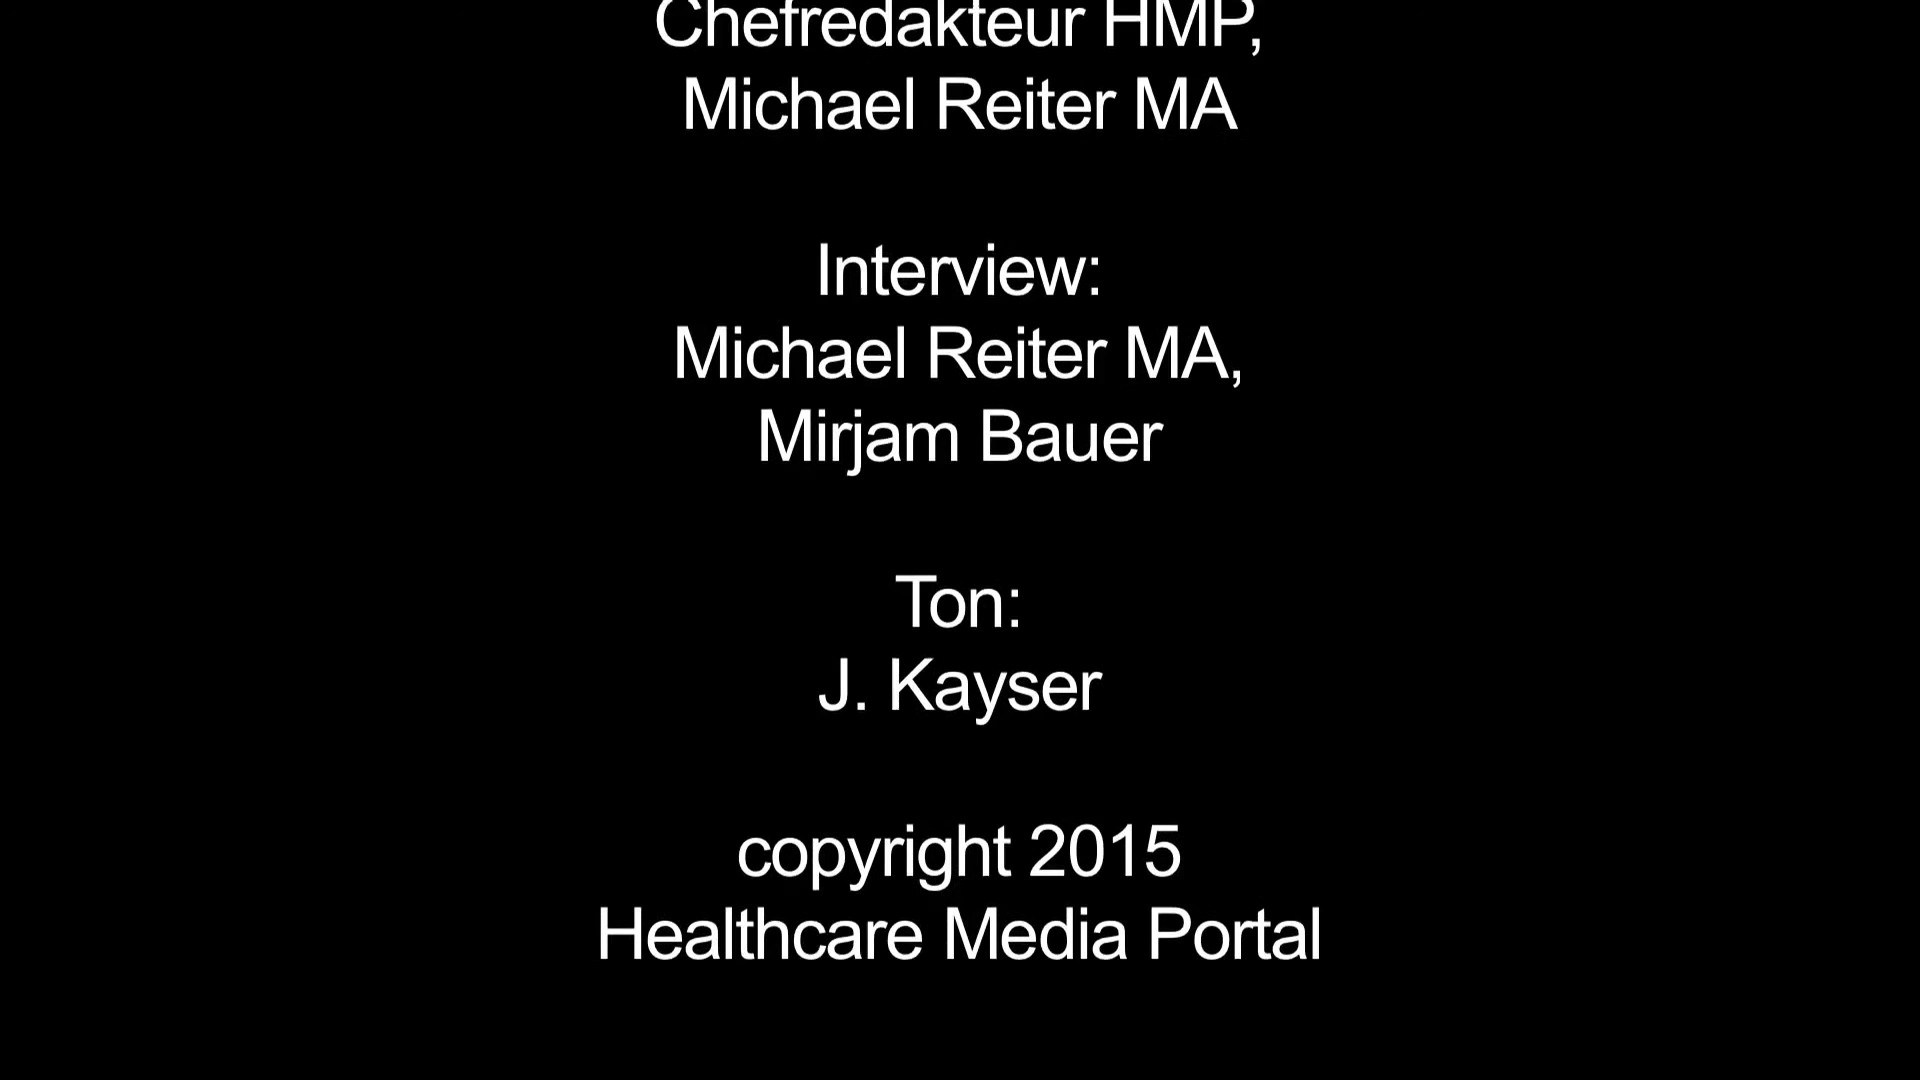 Chefredakteur HMP,
Michael Reiter MA
Interview:
Michael Reiter MA,
Mirjam Bauer
Ton:
J. Kayser
copyright 2015
Healthcare Media Portal